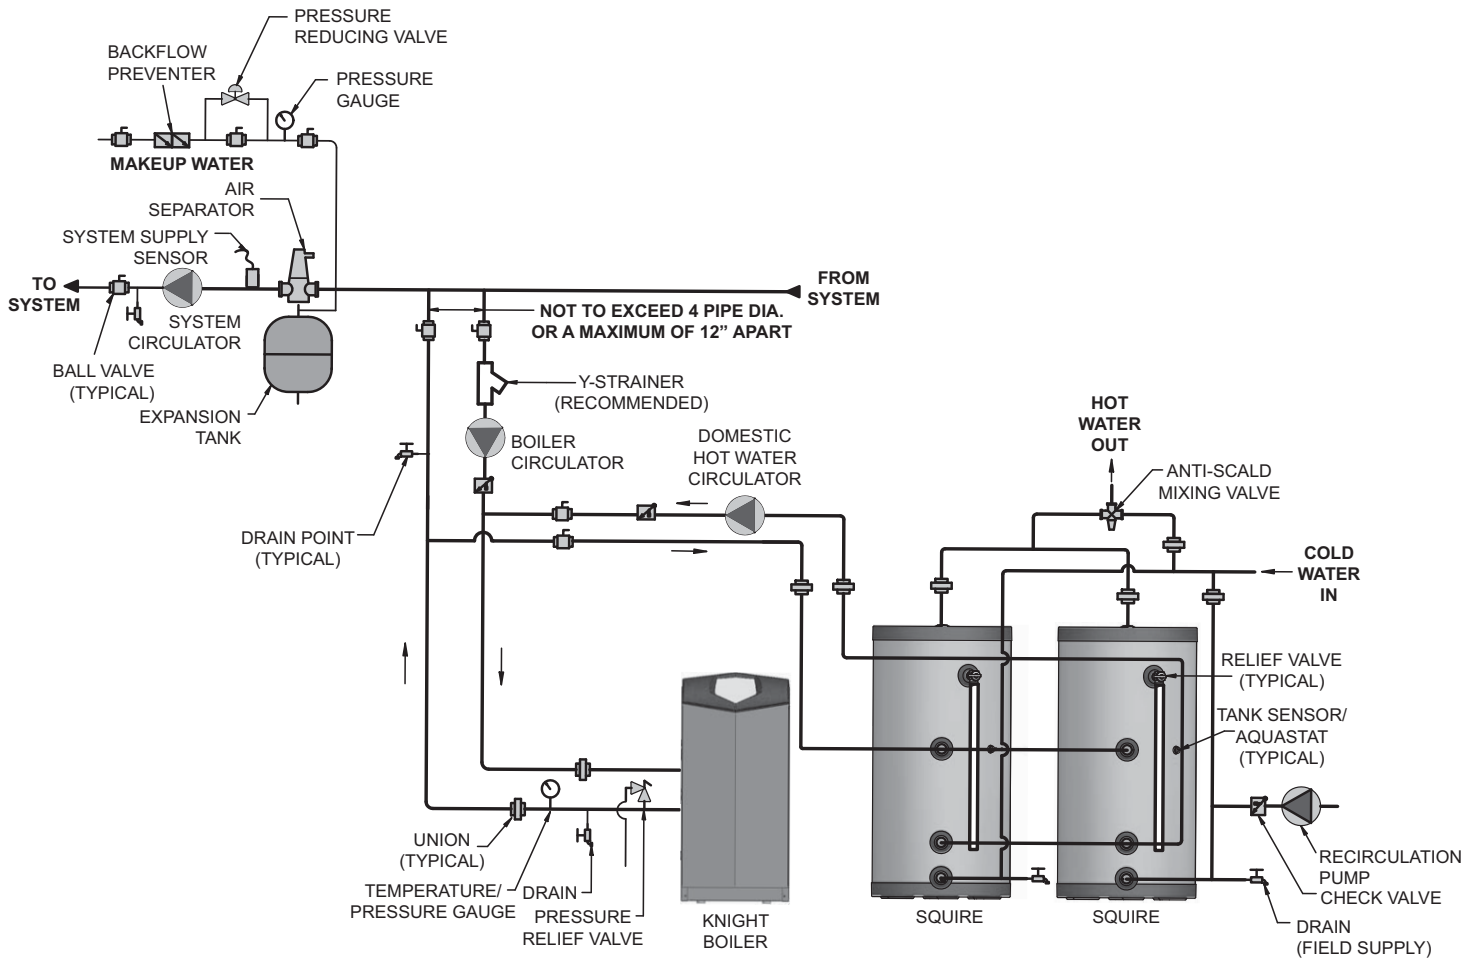 PRESSURE
REDUCING VALVE
BACKFLOW
PREVENTER
PRESSURE
GAUGE
MAKEUP WATER
AIR
SEPARATOR
SYSTEM SUPPLY
SENSOR
TO
SYSTEM
FROM
SYSTEM
SYSTEM
CIRCULATOR
NOT TO EXCEED 4 PIPE DIA.
OR A MAXIMUM OF 12” APART
BALL VALVE
(TYPICAL)
EXPANSION
TANK
Y-STRAINER
(RECOMMENDED)
BOILER
CIRCULATOR
DOMESTIC
HOT WATER
CIRCULATOR
HOT
WATER
OUT
ANTI-SCALD
MIXING VALVE
DRAIN POINT
(TYPICAL)
COLD
WATER
IN
RELIEF VALVE
(TYPICAL)
TANK SENSOR/
AQUASTAT
(TYPICAL)
UNION
(TYPICAL)
TEMPERATURE/
PRESSURE GAUGE
DRAIN
PRESSURE
RELIEF VALVE
KNIGHT
BOILER
SQUIRE
SQUIRE
RECIRCULATION
PUMP
CHECK VALVE
DRAIN
(FIELD SUPPLY)